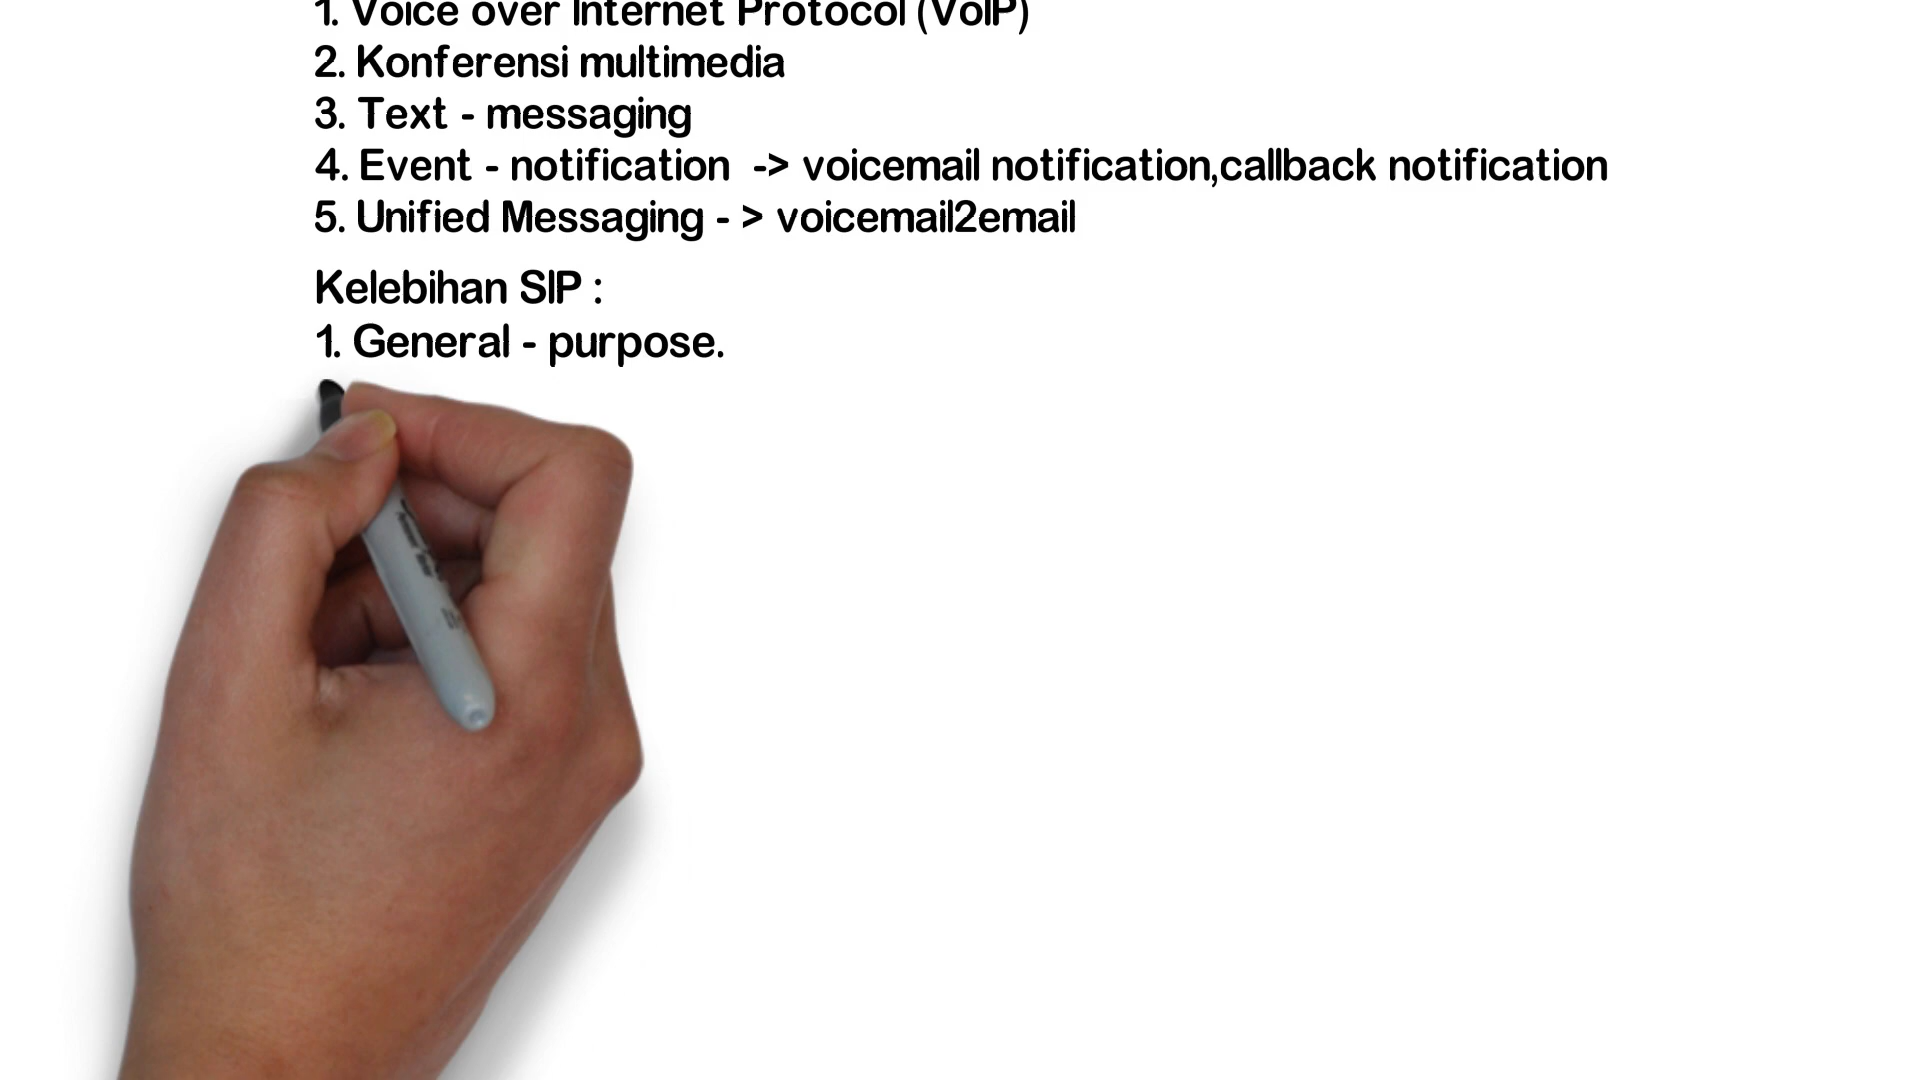 1. Voice over Internet Protocol (VoIP)
2. Konferensi multimedia
3. Text - messaging
4. Event - notification  -> voicemail notification,callback notification
5. Unified Messaging - > voicemail2email
Kelebihan SIP :
1. General - purpose.